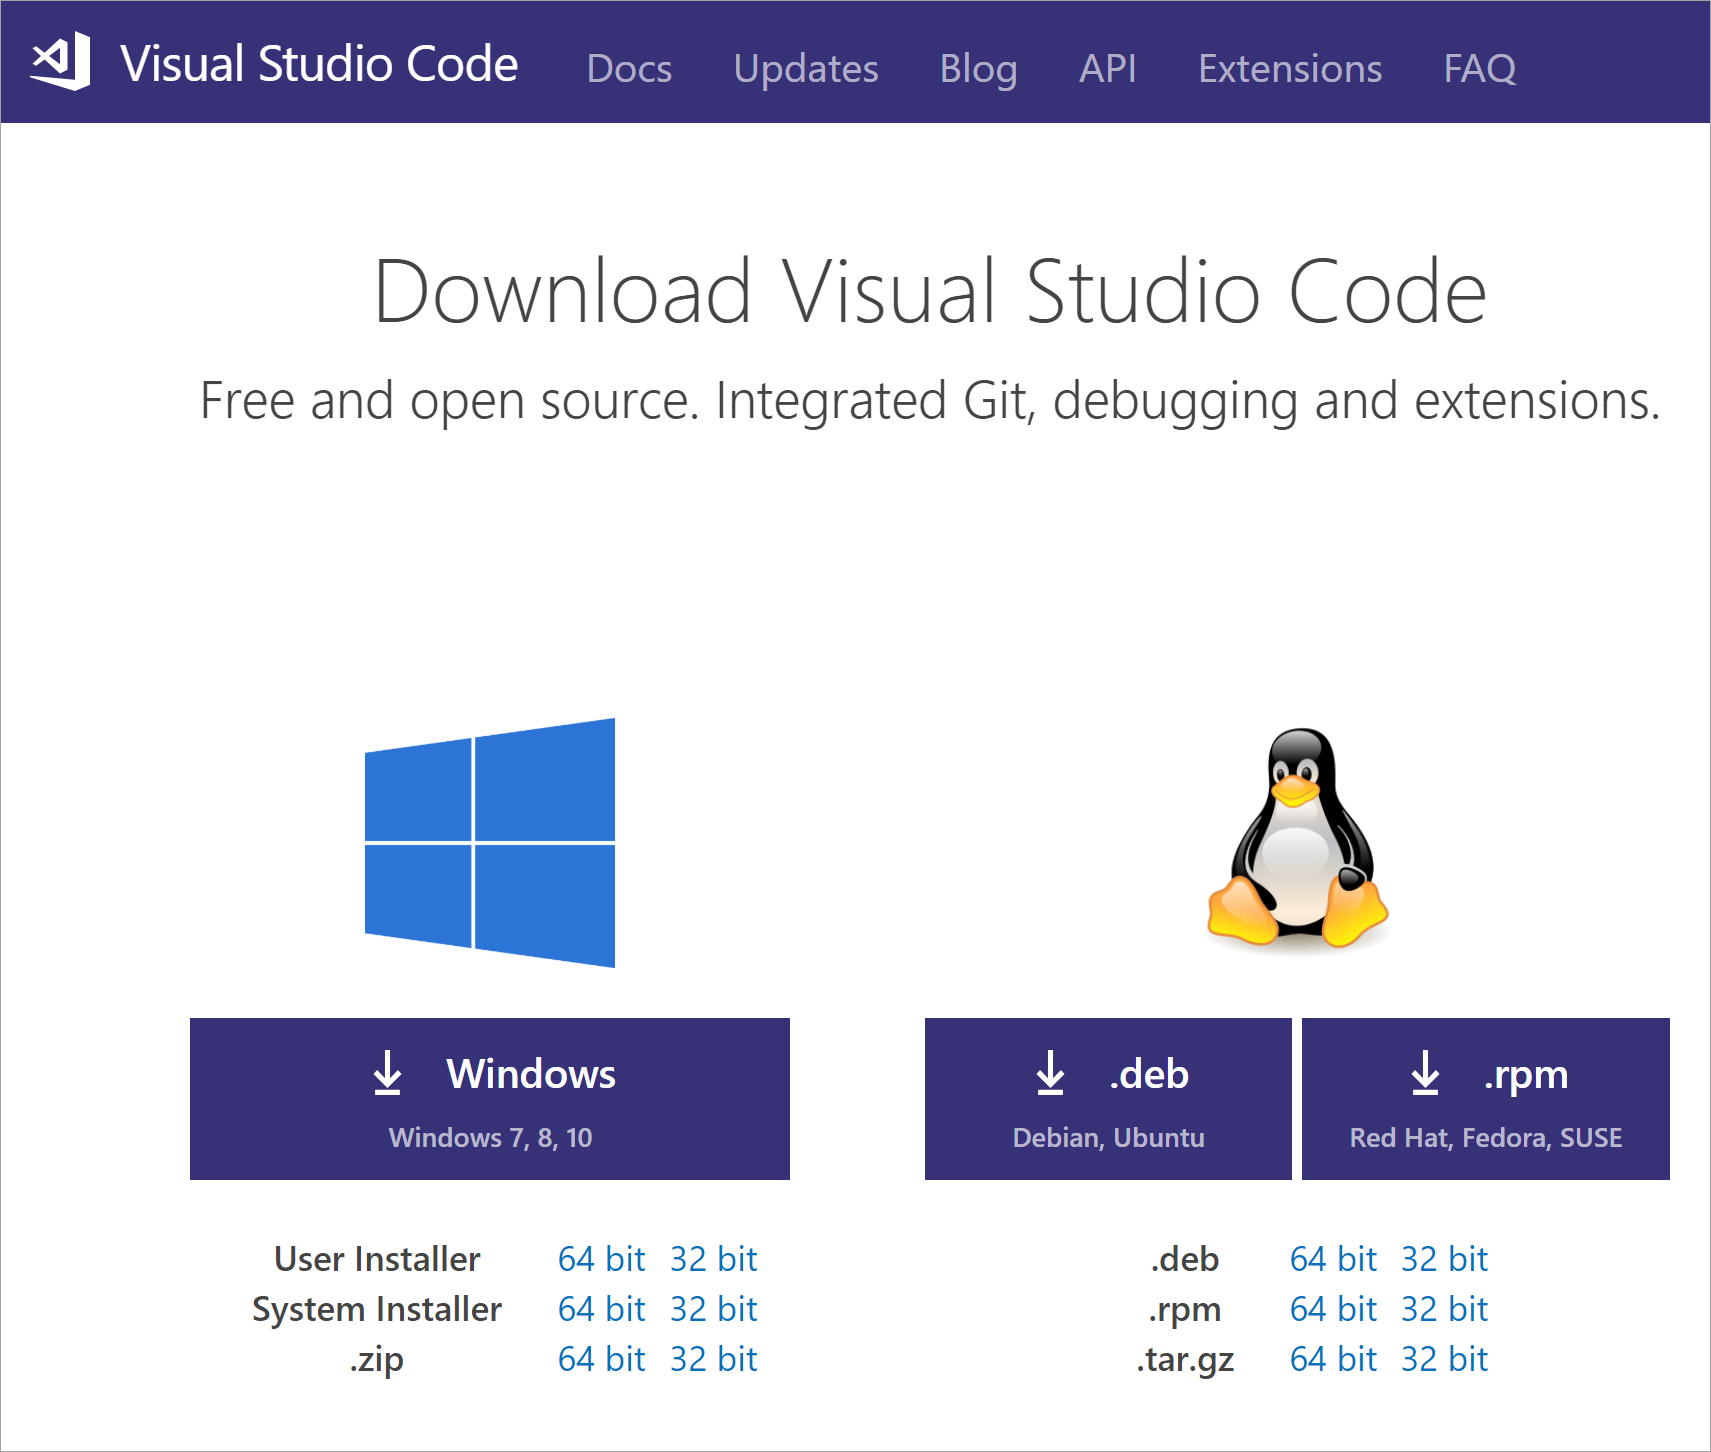 Visual Studio Code Docs Updates Blog API Extensions FAQ
Download Visual Studio Code
Free and open source. Integrated Git, debugging and extensions.
Windows
Windows 7, 8, 10
.deb
Debian, Ubuntu
.rpm
Red Hat, Fedora, SUSE
User Installer 64 bit 32 bit
System Installer 64 bit 32 bit
.zip 64 bit 32 bit
.deb 64 bit 32 bit
.rpm 64 bit 32 bit
.tar.gz 64 bit 32 bit